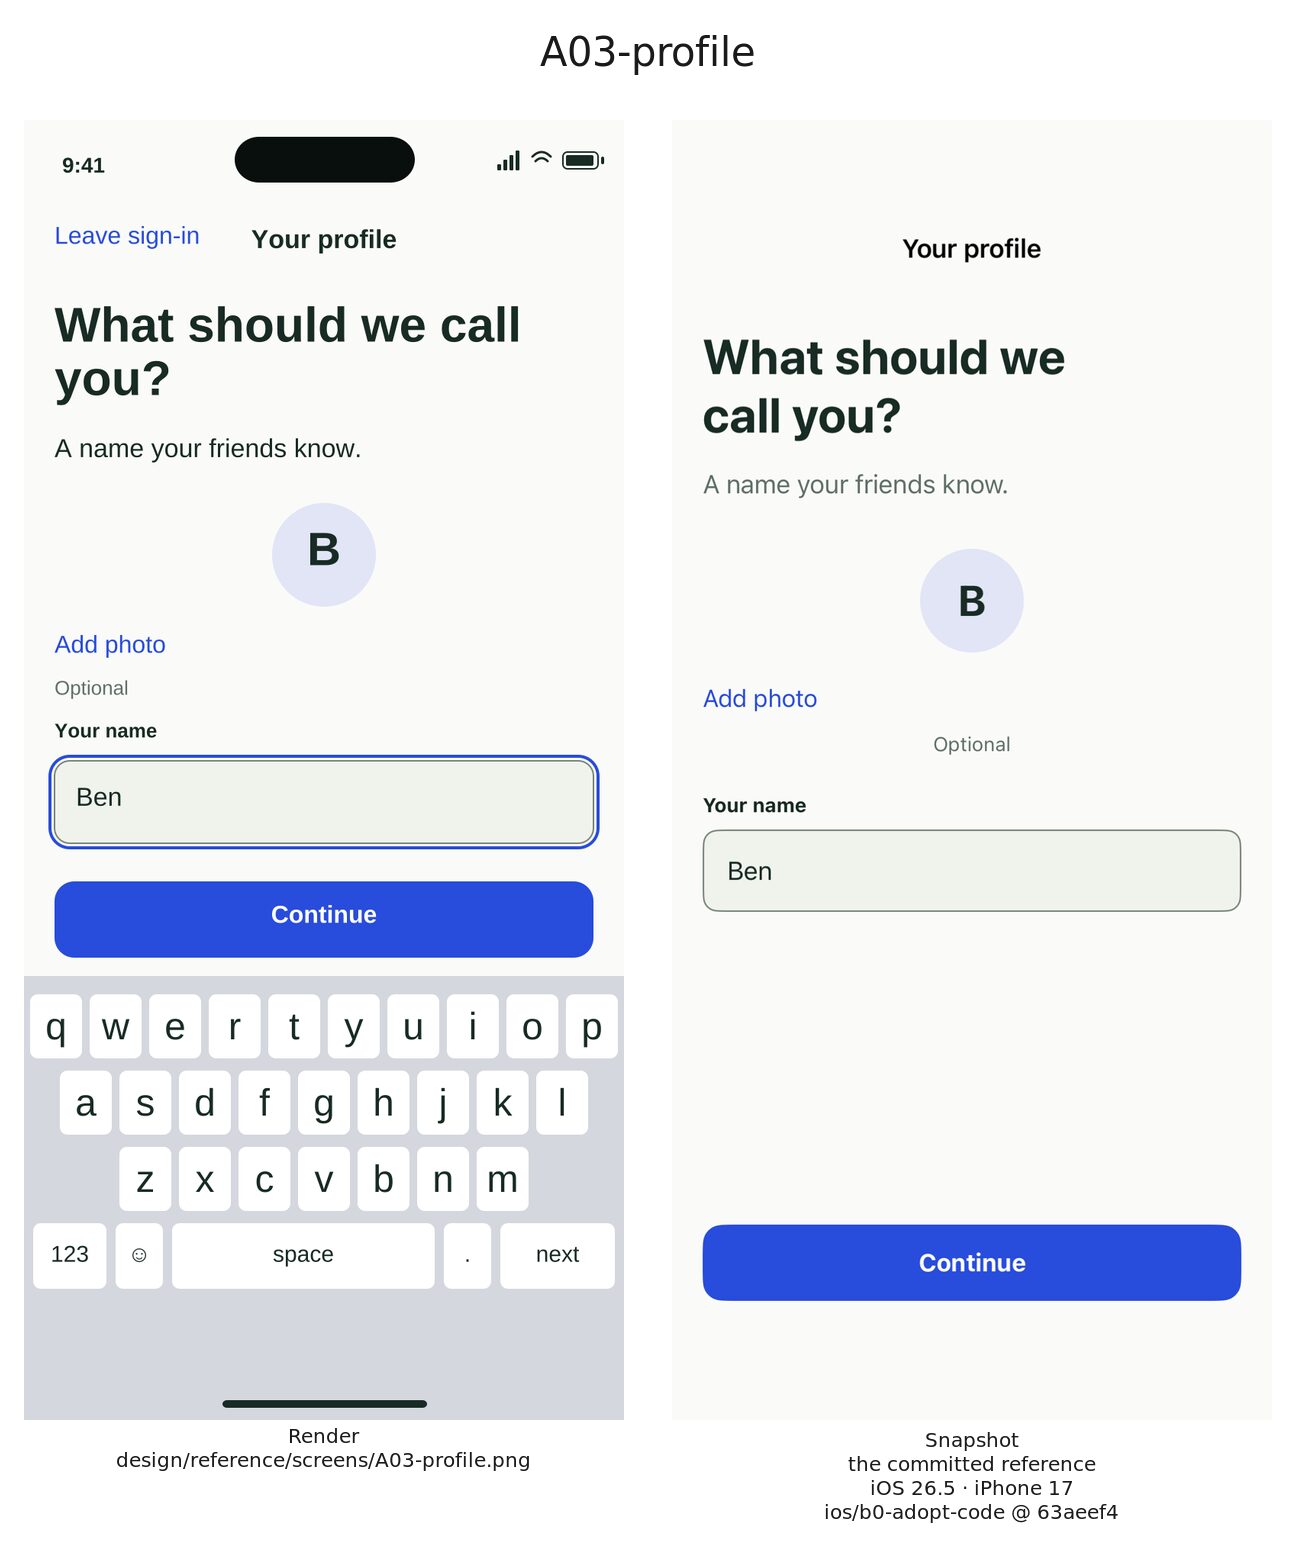 A03-profile
9:41
Leave sign-in
Your profile
What should we call
you?
A name your friends know.
B
Add photo
Optional
Your name
Ben
Continue
q w e r t y u i o p
a s d f g h j k l
z x c v b n m
123 ☺ space . next
Render
design/reference/screens/A03-profile.png
Your profile
What should we
call you?
A name your friends know.
B
Add photo
Optional
Your name
Ben
Continue
Snapshot
the committed reference
iOS 26.5 · iPhone 17
ios/b0-adopt-code @ 63aeef4